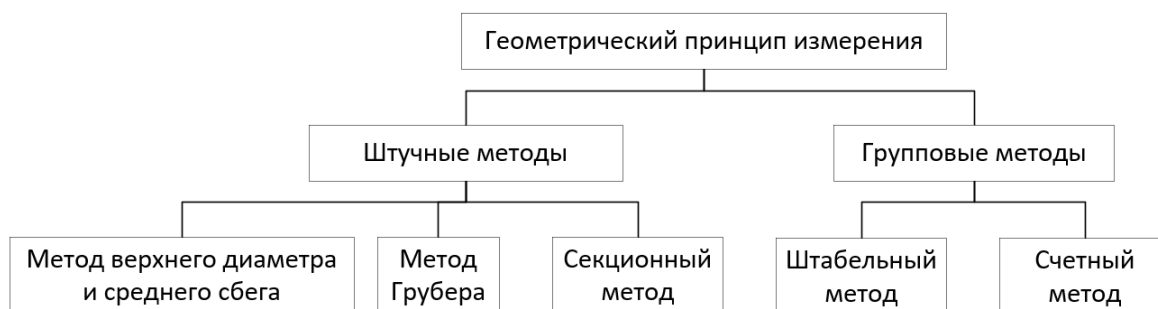 Геометрический принцип измерения
Штучные методы
Групповые методы
Метод верхнего диаметра
и среднего сбега
Метод
Грубера
Секционный
метод
Штабельный
метод
Счетный
метод